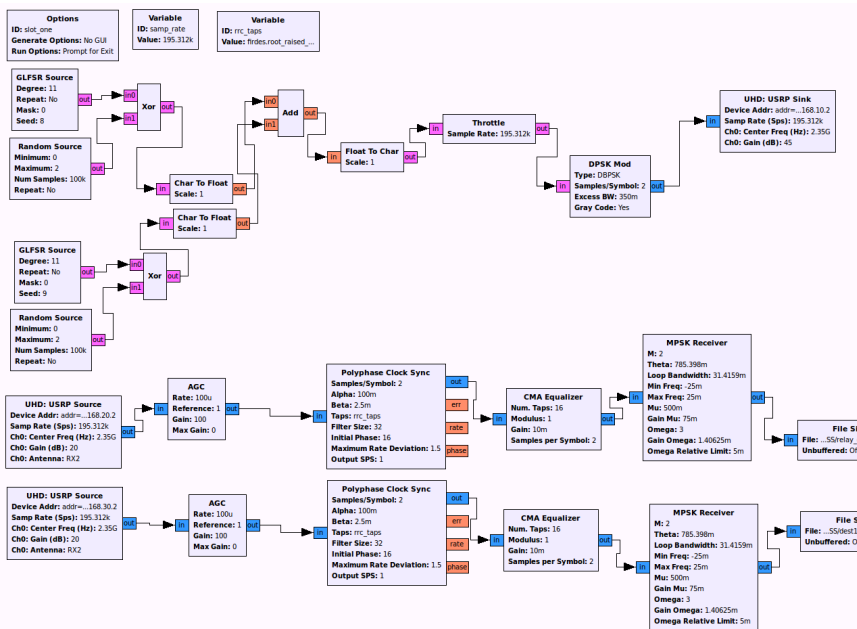 Options
ID: slot_one
Generate Options: No GUI
Run Options: Prompt for Exit
Variable
ID: samp_rate
Value: 195.312k
Variable
ID: rrc_taps
Value: firdes.root_raised_...
GLFSR Source
Degree: 11
Repeat: No
Mask: 0
Seed: 8
out
in0
in1
Xor
out
Random Source
Minimum: 0
Maximum: 2
Num Samples: 100k
Repeat: No
out
in
Char To Float
Scale: 1
out
in
Char To Float
Scale: 1
out
in0
in1
Add
out
in
Float To Char
Scale: 1
out
in
Throttle
Sample Rate: 195.312k
out
in
DPSK Mod
Type: DBPSK
Samples/Symbol: 2
Excess BW: 350m
Gray Code: Yes
out
in
UHD: USRP Sink
Device Addr: addr=...168.10.2
Samp Rate (Sps): 195.312k
Ch0: Center Freq (Hz): 2.35G
Ch0: Gain (dB): 45
GLFSR Source
Degree: 11
Repeat: No
Mask: 0
Seed: 9
out
in0
in1
Xor
out
Random Source
Minimum: 0
Maximum: 2
Num Samples: 100k
Repeat: No
out
UHD: USRP Source
Device Addr: addr=...168.20.2
Samp Rate (Sps): 195.312k
Ch0: Center Freq (Hz): 2.35G
Ch0: Gain (dB): 20
Ch0: Antenna: RX2
out
in
AGC
Rate: 100u
Reference: 1
Gain: 100
Max Gain: 0
out
in
Polyphase Clock Sync
Samples/Symbol: 2
Alpha: 100m
Beta: 2.5m
Taps: rrc_taps
Filter Size: 32
Initial Phase: 16
Maximum Rate Deviation: 1.5
Output SPS: 1
out
err
rate
phase
in
CMA Equalizer
Num. Taps: 16
Modulus: 1
Gain: 10m
Samples per Symbol: 2
out
in
MPSK Receiver
M: 2
Theta: 785.398m
Loop Bandwidth: 31.4159m
Min Freq: -25m
Max Freq: 25m
Mu: 500m
Gain Mu: 75m
Omega: 3
Gain Omega: 1.40625m
Omega Relative Limit: 5m
out
in
File Si
File: ...SS/relay_
Unbuffered: Of
UHD: USRP Source
Device Addr: addr=...168.30.2
Samp Rate (Sps): 195.312k
Ch0: Center Freq (Hz): 2.35G
Ch0: Gain (dB): 20
Ch0: Antenna: RX2
out
in
AGC
Rate: 100u
Reference: 1
Gain: 100
Max Gain: 0
out
in
Polyphase Clock Sync
Samples/Symbol: 2
Alpha: 100m
Beta: 2.5m
Taps: rrc_taps
Filter Size: 32
Initial Phase: 16
Maximum Rate Deviation: 1.5
Output SPS: 1
out
err
rate
phase
in
CMA Equalizer
Num. Taps: 16
Modulus: 1
Gain: 10m
Samples per Symbol: 2
out
in
MPSK Receiver
M: 2
Theta: 785.398m
Loop Bandwidth: 31.4159m
Min Freq: -25m
Max Freq: 25m
Mu: 500m
Gain Mu: 75m
Omega: 3
Gain Omega: 1.40625m
Omega Relative Limit: 5m
out
in
File S
File: ...SS/dest1
Unbuffered: O